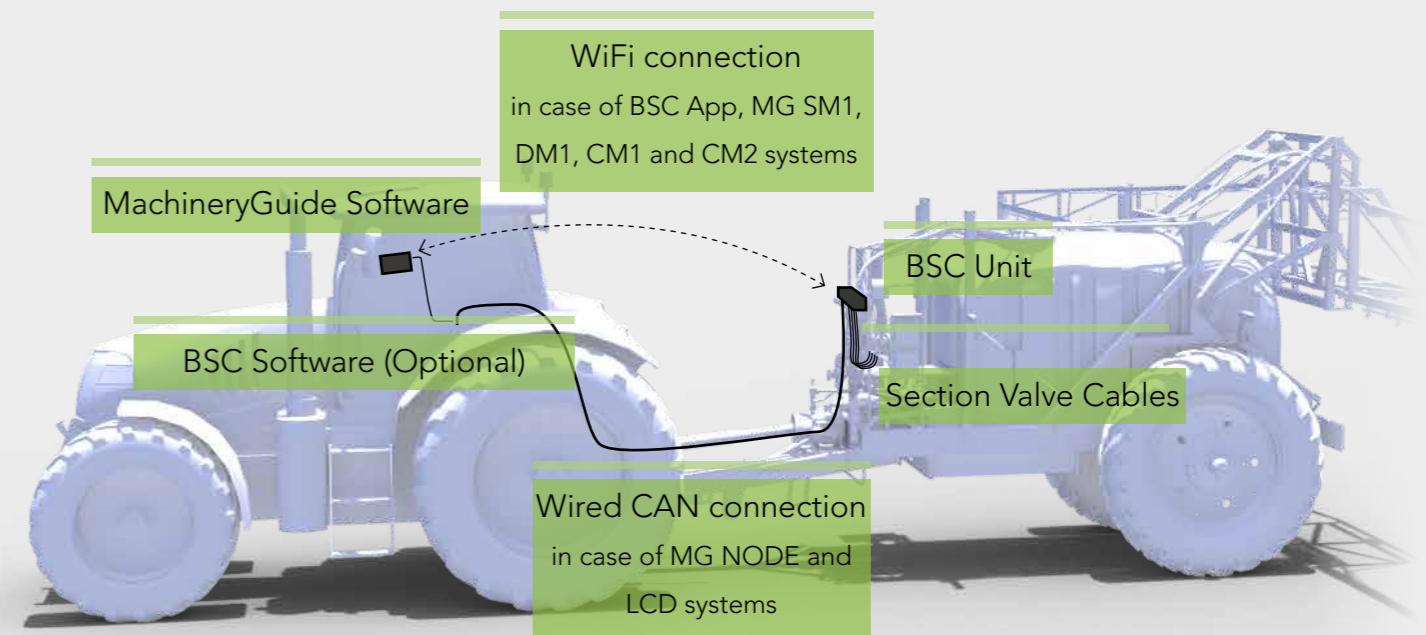 WiFi connection
in case of BSC App, MG SM1,
DM1, CM1 and CM2 systems
MachineryGuide Software
BSC Unit
BSC Software (Optional)
Section Valve Cables
Wired CAN connection
in case of MG NODE and
LCD systems